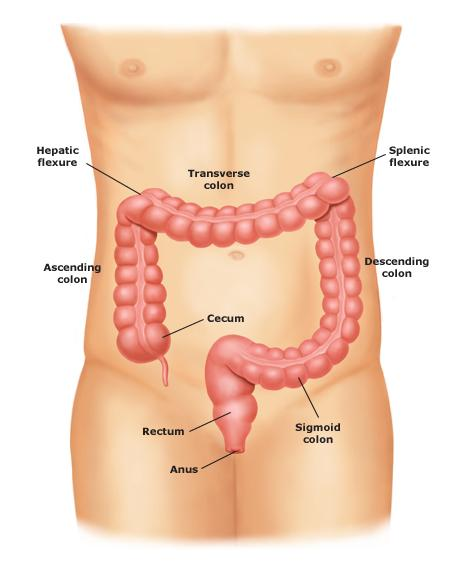 Hepatic
flexure
Splenic
flexure
Transverse
colon
Ascending
colon
Descending
colon
Cecum
Rectum
Sigmoid
colon
Anus